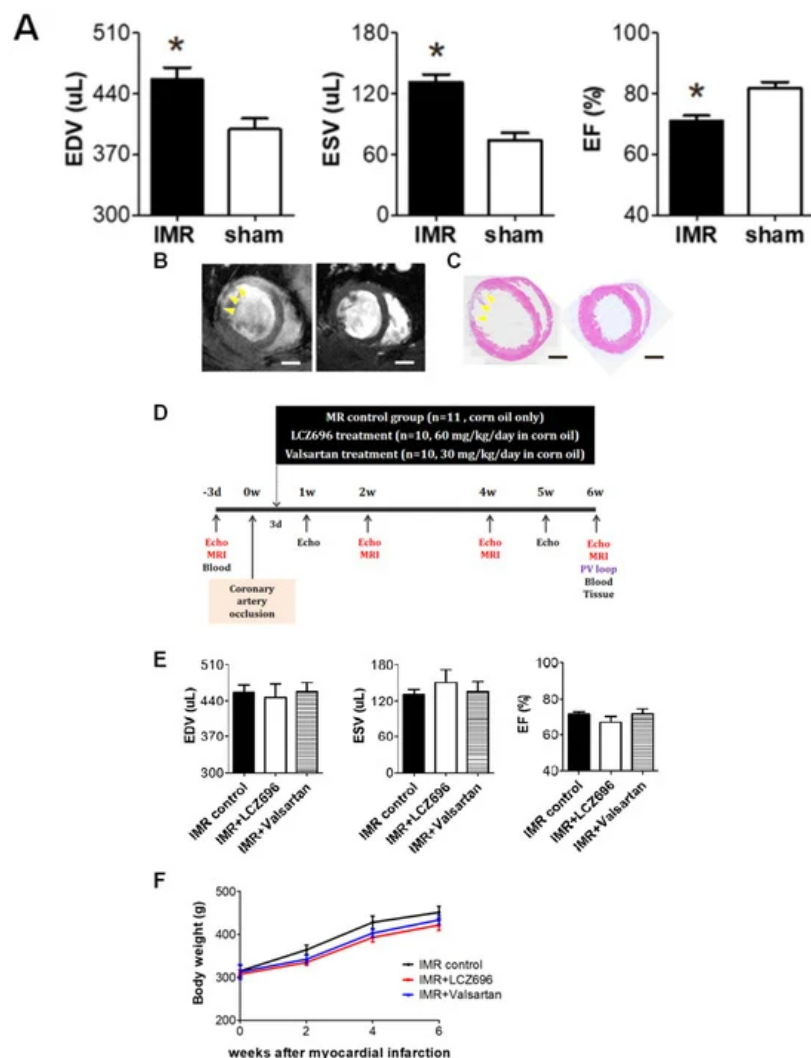 A
EDV (uL)
510
440
370
300
*
IMR sham
ESV (uL)
180
120
60
0
*
IMR sham
EF (%)
100
80
60
40
*
IMR sham
B
C
D
MR control group (n=11 , corn oil only)
LCZ696 treatment (n=10, 60 mg/kg/day in corn oil)
Valsartan treatment (n=10, 30 mg/kg/day in corn oil)
-3d 0w 1w 2w 4w 5w 6w
3d
Echo
MRI
Blood
Coronary
artery
occlusion
Echo
Echo
MRI
Echo
MRI
Echo
Echo
MRI
PV loop
Blood
Tissue
E
EDV (uL)
510
440
370
300
IMR control
IMR+LCZ696
IMR+Valsartan
ESV (uL)
180
120
60
0
IMR control
IMR+LCZ696
IMR+Valsartan
EF (%)
100
80
60
40
IMR control
IMR+LCZ696
IMR+Valsartan
F
Body weight (g)
500
400
300
200
IMR control
IMR+LCZ696
IMR+Valsartan
0 2 4 6
weeks after myocardial infarction